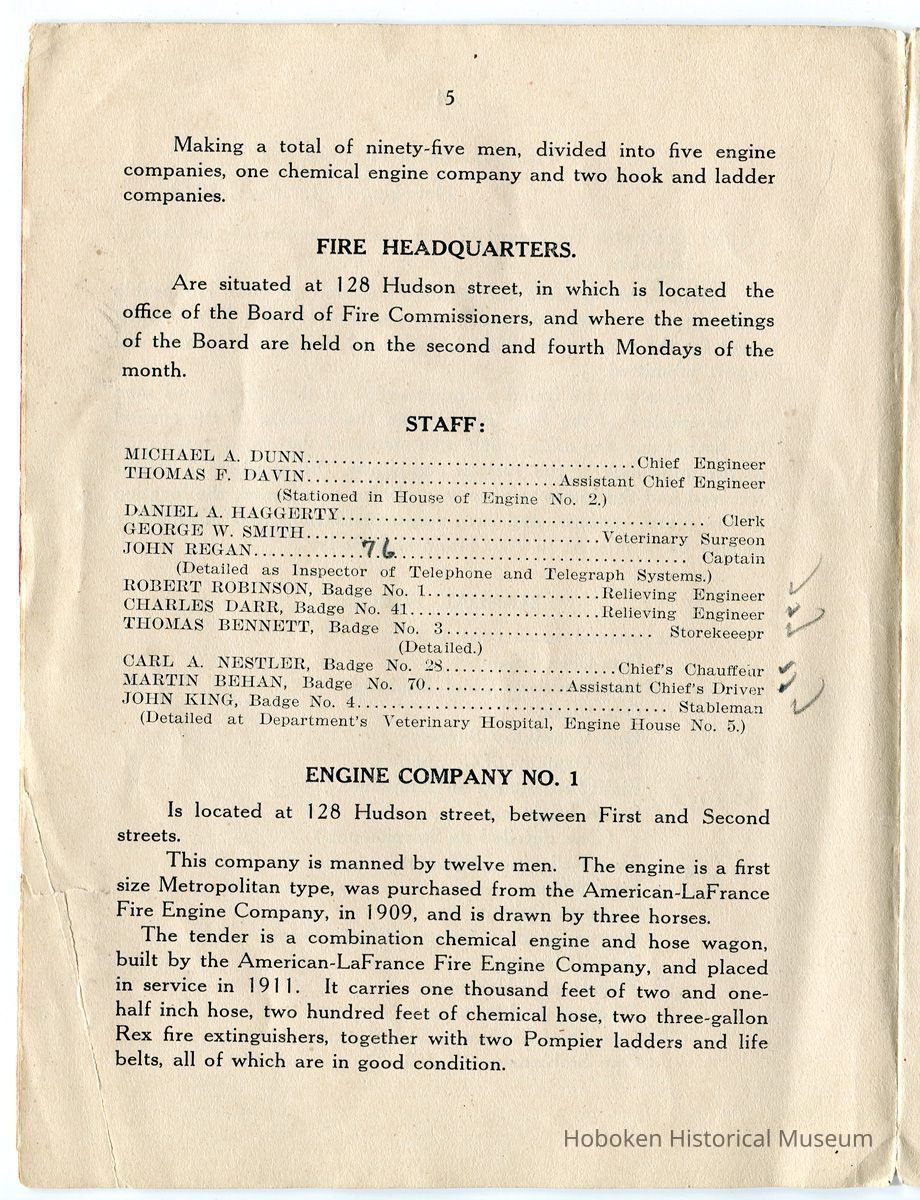 5
Making a total of ninety-five men, divided into five engine
companies, one chemical engine company and two hook and ladder
companies.
FIRE HEADQUARTERS.
Are situated at 128 Hudson street, in which is located the
office of the Board of Fire Commissioners, and where the meetings
of the Board are held on the second and fourth Mondays of the
month.
STAFF:
MICHAEL A. DUNN....................................Chief Engineer
THOMAS F. DAVIN............................Assistant Chief Engineer
(Stationed in House of Engine No. 2.)
DANIEL A. HAGGERTY........................................ Clerk
GEORGE W. SMITH................................Veterinary Surgeon
JOHN REGAN............76................................ Captain
(Detailed as Inspector of Telephone and Telegraph Systems.)
ROBERT ROBINSON, Badge No. 1...................Relieving Engineer
CHARLES DARR, Badge No. 41.....................Relieving Engineer
THOMAS BENNETT, Badge No. 3....................... Storekeeepr
(Detailed.)
CARL A. NESTLER, Badge No. 28...................Chief's Chauffeur
MARTIN BEHAN, Badge No. 70...............Assistant Chief's Driver
JOHN KING, Badge No. 4.................................. Stableman
(Detailed at Department's Veterinary Hospital, Engine House No. 5.)
ENGINE COMPANY NO. 1
Is located at 128 Hudson street, between First and Second
streets.
This company is manned by twelve men. The engine is a first
size Metropolitan type, was purchased from the American-LaFrance
Fire Engine Company, in 1909, and is drawn by three horses.
The tender is a combination chemical engine and hose wagon,
built by the American-LaFrance Fire Engine Company, and placed
in service in 1911. It carries one thousand feet of two and one-
half inch hose, two hundred feet of chemical hose, two three-gallon
Rex fire extinguishers, together with two Pompier ladders and life
belts, all of which are in good condition.
Hoboken Historical Museum